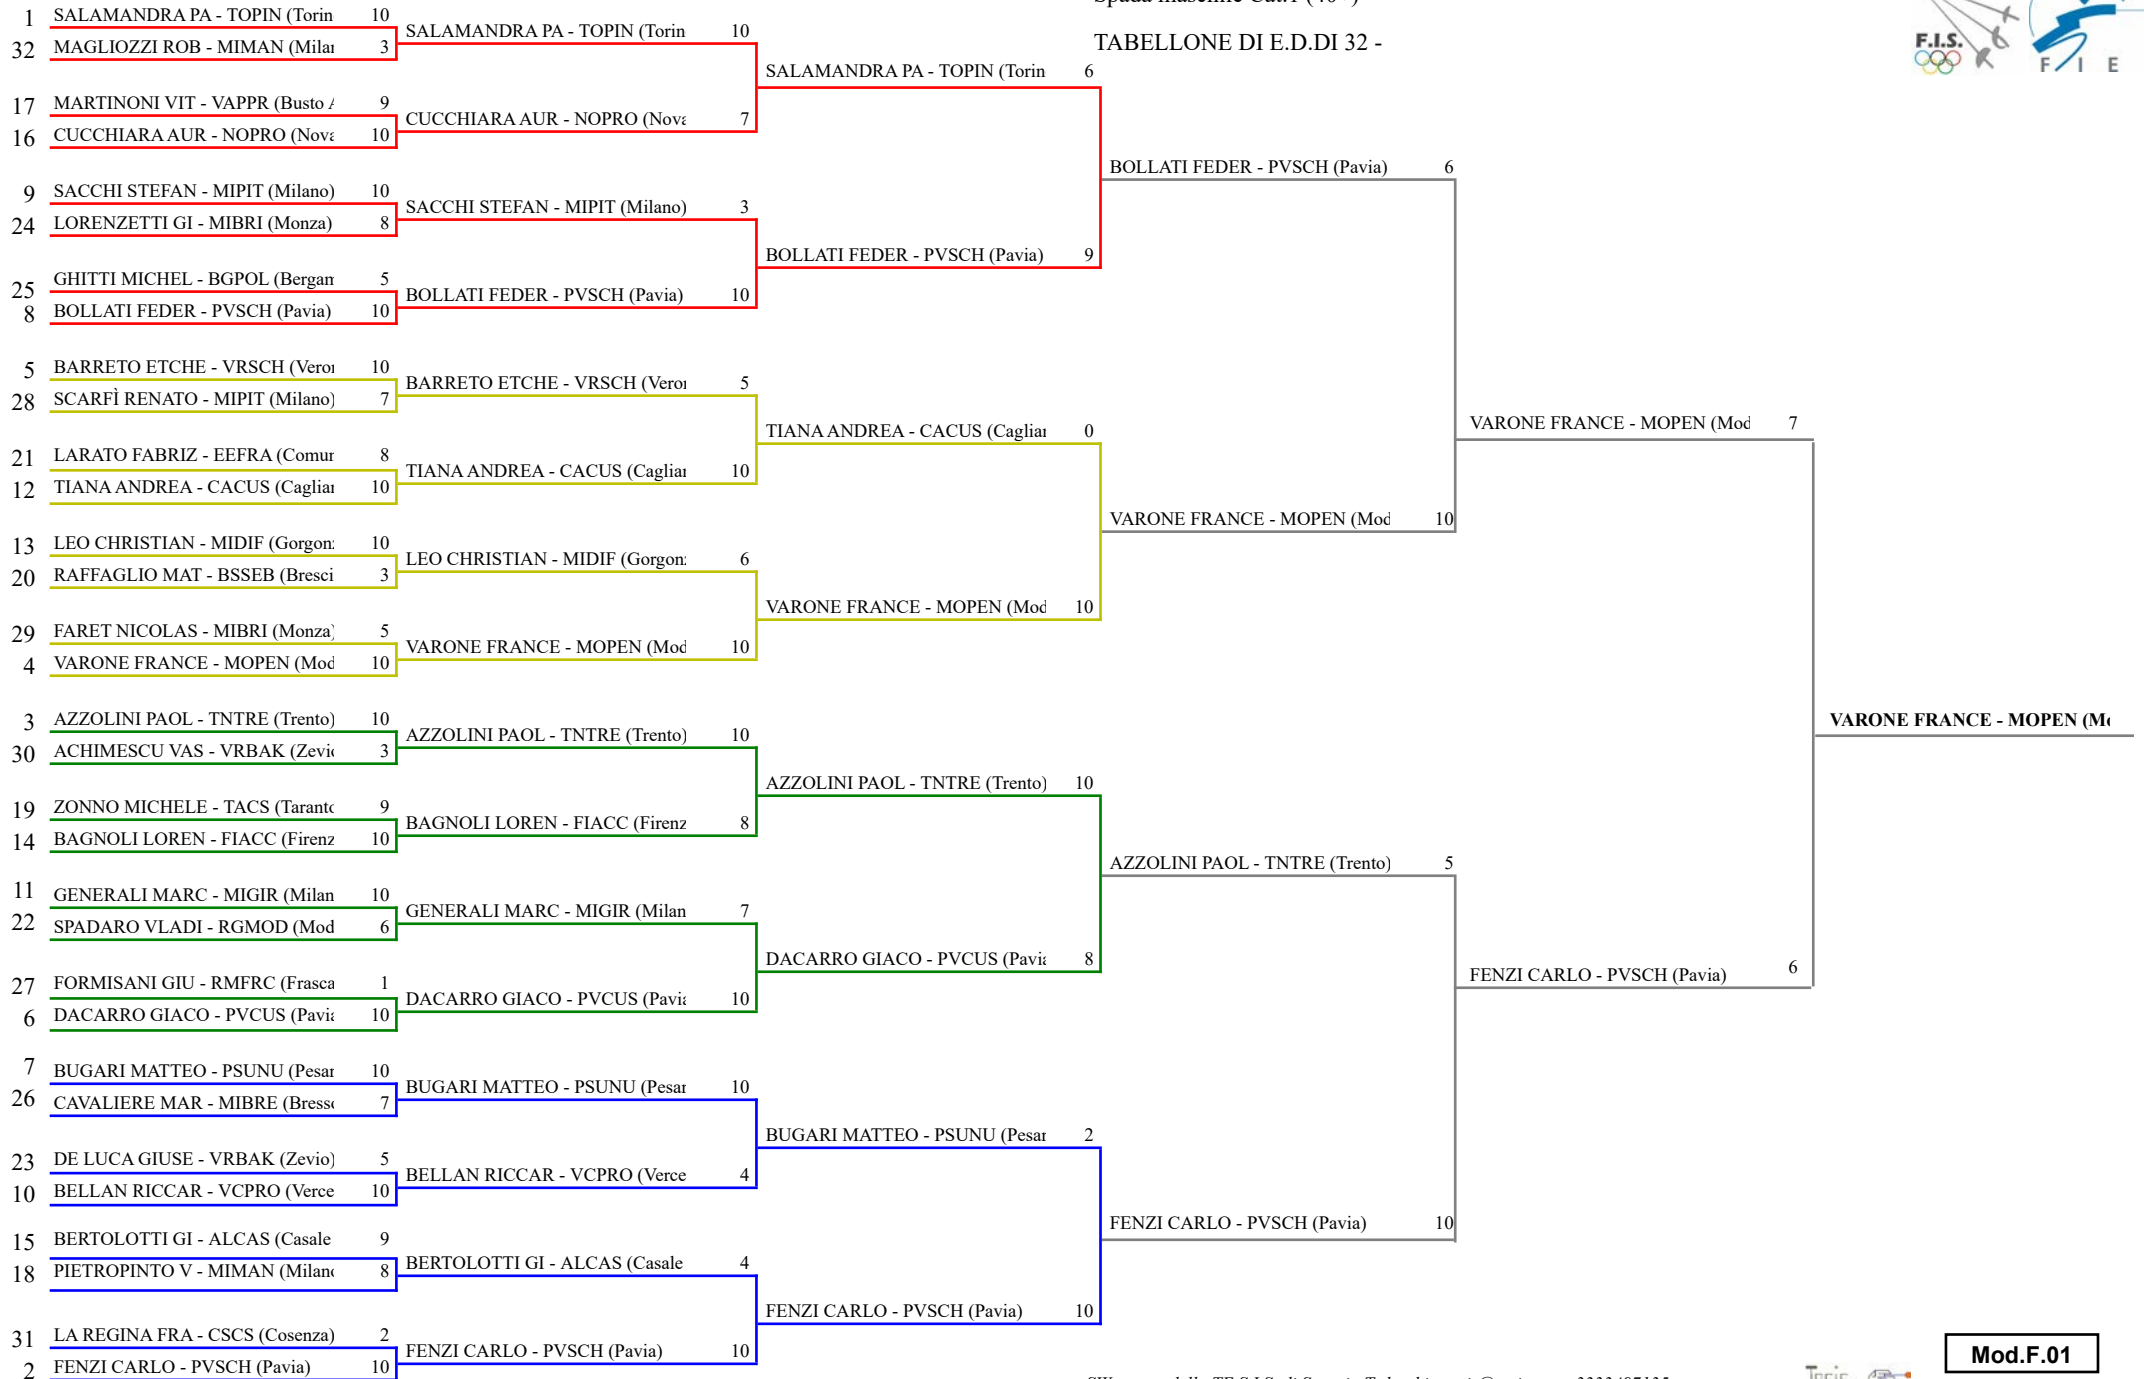 TABELLONE DI E.D.DI 32 -
F.I.S.
F I E
1 SALAMANDRA PA - TOPIN (Torin 10
32 MAGLIOZZI ROB - MIMAN (Milan 3
17 MARTINONI VIT - VAPPR (Busto 9
16 CUCCHIARA AUR - NOPRO (Nova 10
9 SACCHI STEFAN - MIPIT (Milano) 10
24 LORENZETTI GI - MIBRI (Monza) 8
25 GHITTI MICHEL - BGPOL (Bergam 5
8 BOLLATI FEDER - PVSCH (Pavia) 10
5 BARRETO ETCHE - VRSCH (Veron 10
28 SCARFÌ RENATO - MIPIT (Milano) 7
21 LARATO FABRIZ - EEFRA (Comun 8
12 TIANA ANDREA - CACUS (Cagliar 10
13 LEO CHRISTIAN - MIDIF (Gorgon 10
20 RAFFAGLIO MAT - BSSEB (Bresci 3
29 FARET NICOLAS - MIBRI (Monza) 5
4 VARONE FRANCE - MOPEN (Mod 10
3 AZZOLINI PAOL - TNTRE (Trento) 10
30 ACHIMESCU VAS - VRBAK (Zevio 3
19 ZONNO MICHELE - TACS (Taranto 9
14 BAGNOLI LOREN - FIACC (Firenz 10
11 GENERALI MARC - MIGIR (Milan 10
22 SPADARO VLADI - RGMOD (Mod 6
27 FORMISANI GIU - RMFRC (Frasca 1
6 DACARRO GIACO - PVCUS (Pavia 10
7 BUGARI MATTEO - PSUNU (Pesar 10
26 CAVALIERE MAR - MIBRE (Bresso 7
23 DE LUCA GIUSE - VRBAK (Zevio) 5
10 BELLAN RICCAR - VCPRO (Verce 10
15 BERTOLOTTI GI - ALCAS (Casale 9
18 PIETROPINTO V - MIMAN (Milano 8
31 LA REGINA FRA - CSCS (Cosenza) 2
2 FENZI CARLO - PVSCH (Pavia) 10
SALAMANDRA PA - TOPIN (Torin 10
CUCCHIARA AUR - NOPRO (Nova 7
SACCHI STEFAN - MIPIT (Milano) 3
BOLLATI FEDER - PVSCH (Pavia) 10
BARRETO ETCHE - VRSCH (Veron 5
TIANA ANDREA - CACUS (Cagliar 10
LEO CHRISTIAN - MIDIF (Gorgon 6
VARONE FRANCE - MOPEN (Mod 10
AZZOLINI PAOL - TNTRE (Trento) 10
BAGNOLI LOREN - FIACC (Firenz 8
GENERALI MARC - MIGIR (Milan 7
DACARRO GIACO - PVCUS (Pavia 10
BUGARI MATTEO - PSUNU (Pesar 10
BELLAN RICCAR - VCPRO (Verce 4
BERTOLOTTI GI - ALCAS (Casale 4
FENZI CARLO - PVSCH (Pavia) 10
SALAMANDRA PA - TOPIN (Torin 6
BOLLATI FEDER - PVSCH (Pavia) 9
TIANA ANDREA - CACUS (Cagliar 0
VARONE FRANCE - MOPEN (Mod 10
AZZOLINI PAOL - TNTRE (Trento) 10
DACARRO GIACO - PVCUS (Pavia 8
BUGARI MATTEO - PSUNU (Pesar 2
FENZI CARLO - PVSCH (Pavia) 10
BOLLATI FEDER - PVSCH (Pavia) 6
VARONE FRANCE - MOPEN (Mod 10
AZZOLINI PAOL - TNTRE (Trento) 5
FENZI CARLO - PVSCH (Pavia) 10
VARONE FRANCE - MOPEN (Mod 7
FENZI CARLO - PVSCH (Pavia) 6
VARONE FRANCE - MOPEN (Mo
Mod.F.01